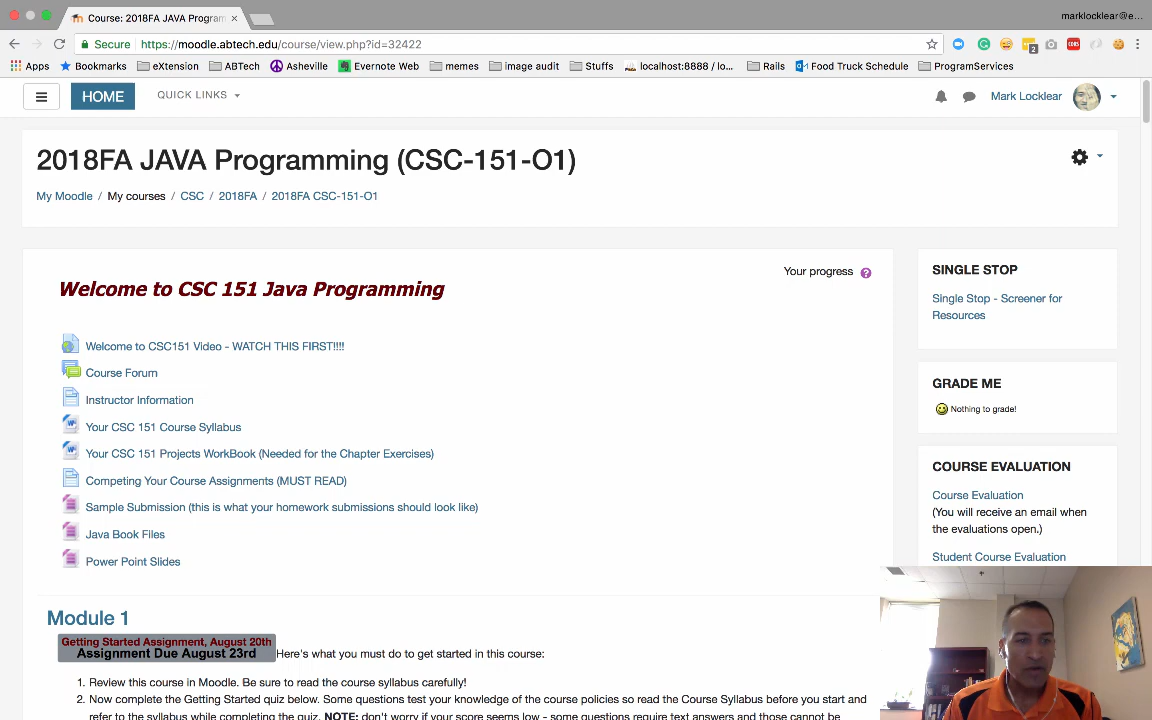 Course: 2018FA JAVA Program
marklocklear@e...
Secure
https://moodle.abtech.edu/course/view.php?id=32422
2
CORS
Apps
Bookmarks
eXtension
ABTech
Asheville
Evernote Web
memes
image audit
Stuffs
localhost:8888 / lo...
Rails
Food Truck Schedule
ProgramServices
HOME
QUICK LINKS
Mark Locklear
2018FA JAVA Programming (CSC-151-O1)
My Moodle / My courses / CSC / 2018FA / 2018FA CSC-151-O1
Your progress
Welcome to CSC 151 Java Programming
Welcome to CSC151 Video - WATCH THIS FIRST!!!!
Course Forum
Instructor Information
Your CSC 151 Course Syllabus
Your CSC 151 Projects WorkBook (Needed for the Chapter Exercises)
Competing Your Course Assignments (MUST READ)
Sample Submission (this is what your homework submissions should look like)
Java Book Files
Power Point Slides
Module 1
Getting Started Assignment, August 20th
Assignment Due August 23rd Here's what you must do to get started in this course:
1. Review this course in Moodle. Be sure to read the course syllabus carefully!
2. Now complete the Getting Started quiz below. Some questions test your knowledge of the course policies so read the Course Syllabus before you start and
refer to the syllabus while completing the quiz. NOTE: don't worry if your score seems low - some questions require text answers and those cannot be
SINGLE STOP
Single Stop - Screener for
Resources
GRADE ME
Nothing to grade!
COURSE EVALUATION
Course Evaluation
(You will receive an email when
the evaluations open.)
Student Course Evaluation